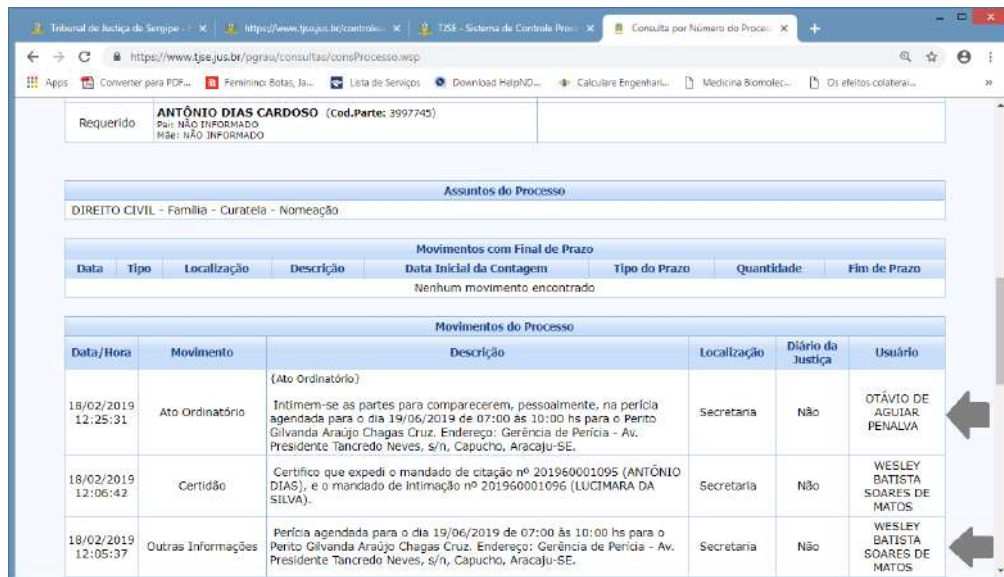 Tribunal de Justiça de Sergipe -
https://www.tjse.jus.br/controle
TJSE - Sistema de Controle Proc
Consulta por Número do Proces
https://www.tjse.jus.br/pgrau/consultas/consProcesso.wsp
Apps Converter para PDF... Feminino: Botas, Ja... Lista de Serviços Download HelpND... Calculare Engenhari... Medicina Biomolec... Os efeitos colaterai... »
Requerido
ANTÔNIO DIAS CARDOSO (Cod.Parte: 3997745)
Pai: NÃO INFORMADO
Mãe: NÃO INFORMADO
Assuntos do Processo
DIREITO CIVIL - Família - Curatela - Nomeação
Movimentos com Final de Prazo
Data Tipo Localização Descrição Data Inicial da Contagem Tipo do Prazo Quantidade Fim de Prazo
Nenhum movimento encontrado
Movimentos do Processo
Data/Hora Movimento Descrição Localização Diário da Justiça Usuário
18/02/2019
12:25:31
Ato Ordinatório
{Ato Ordinatório}
Intimem-se as partes para comparecerem, pessoalmente, na perícia
agendada para o dia 19/06/2019 de 07:00 às 10:00 hs para o Perito
Gilvanda Araújo Chagas Cruz. Endereço: Gerência de Perícia - Av.
Presidente Tancredo Neves, s/n, Capucho, Aracaju-SE.
Secretaria
Não
OTÁVIO DE
AGUIAR
PENALVA
18/02/2019
12:06:42
Certidão
Certifico que expedi o mandado de citação nº 201960001095 (ANTÔNIO
DIAS), e o mandado de intimação nº 201960001096 (LUCIMARA DA
SILVA).
Secretaria
Não
WESLEY
BATISTA
SOARES DE
MATOS
18/02/2019
12:05:37
Outras Informações
Perícia agendada para o dia 19/06/2019 de 07:00 às 10:00 hs para o
Perito Gilvanda Araújo Chagas Cruz. Endereço: Gerência de Perícia - Av.
Presidente Tancredo Neves, s/n, Capucho, Aracaju-SE.
Secretaria
Não
WESLEY
BATISTA
SOARES DE
MATOS